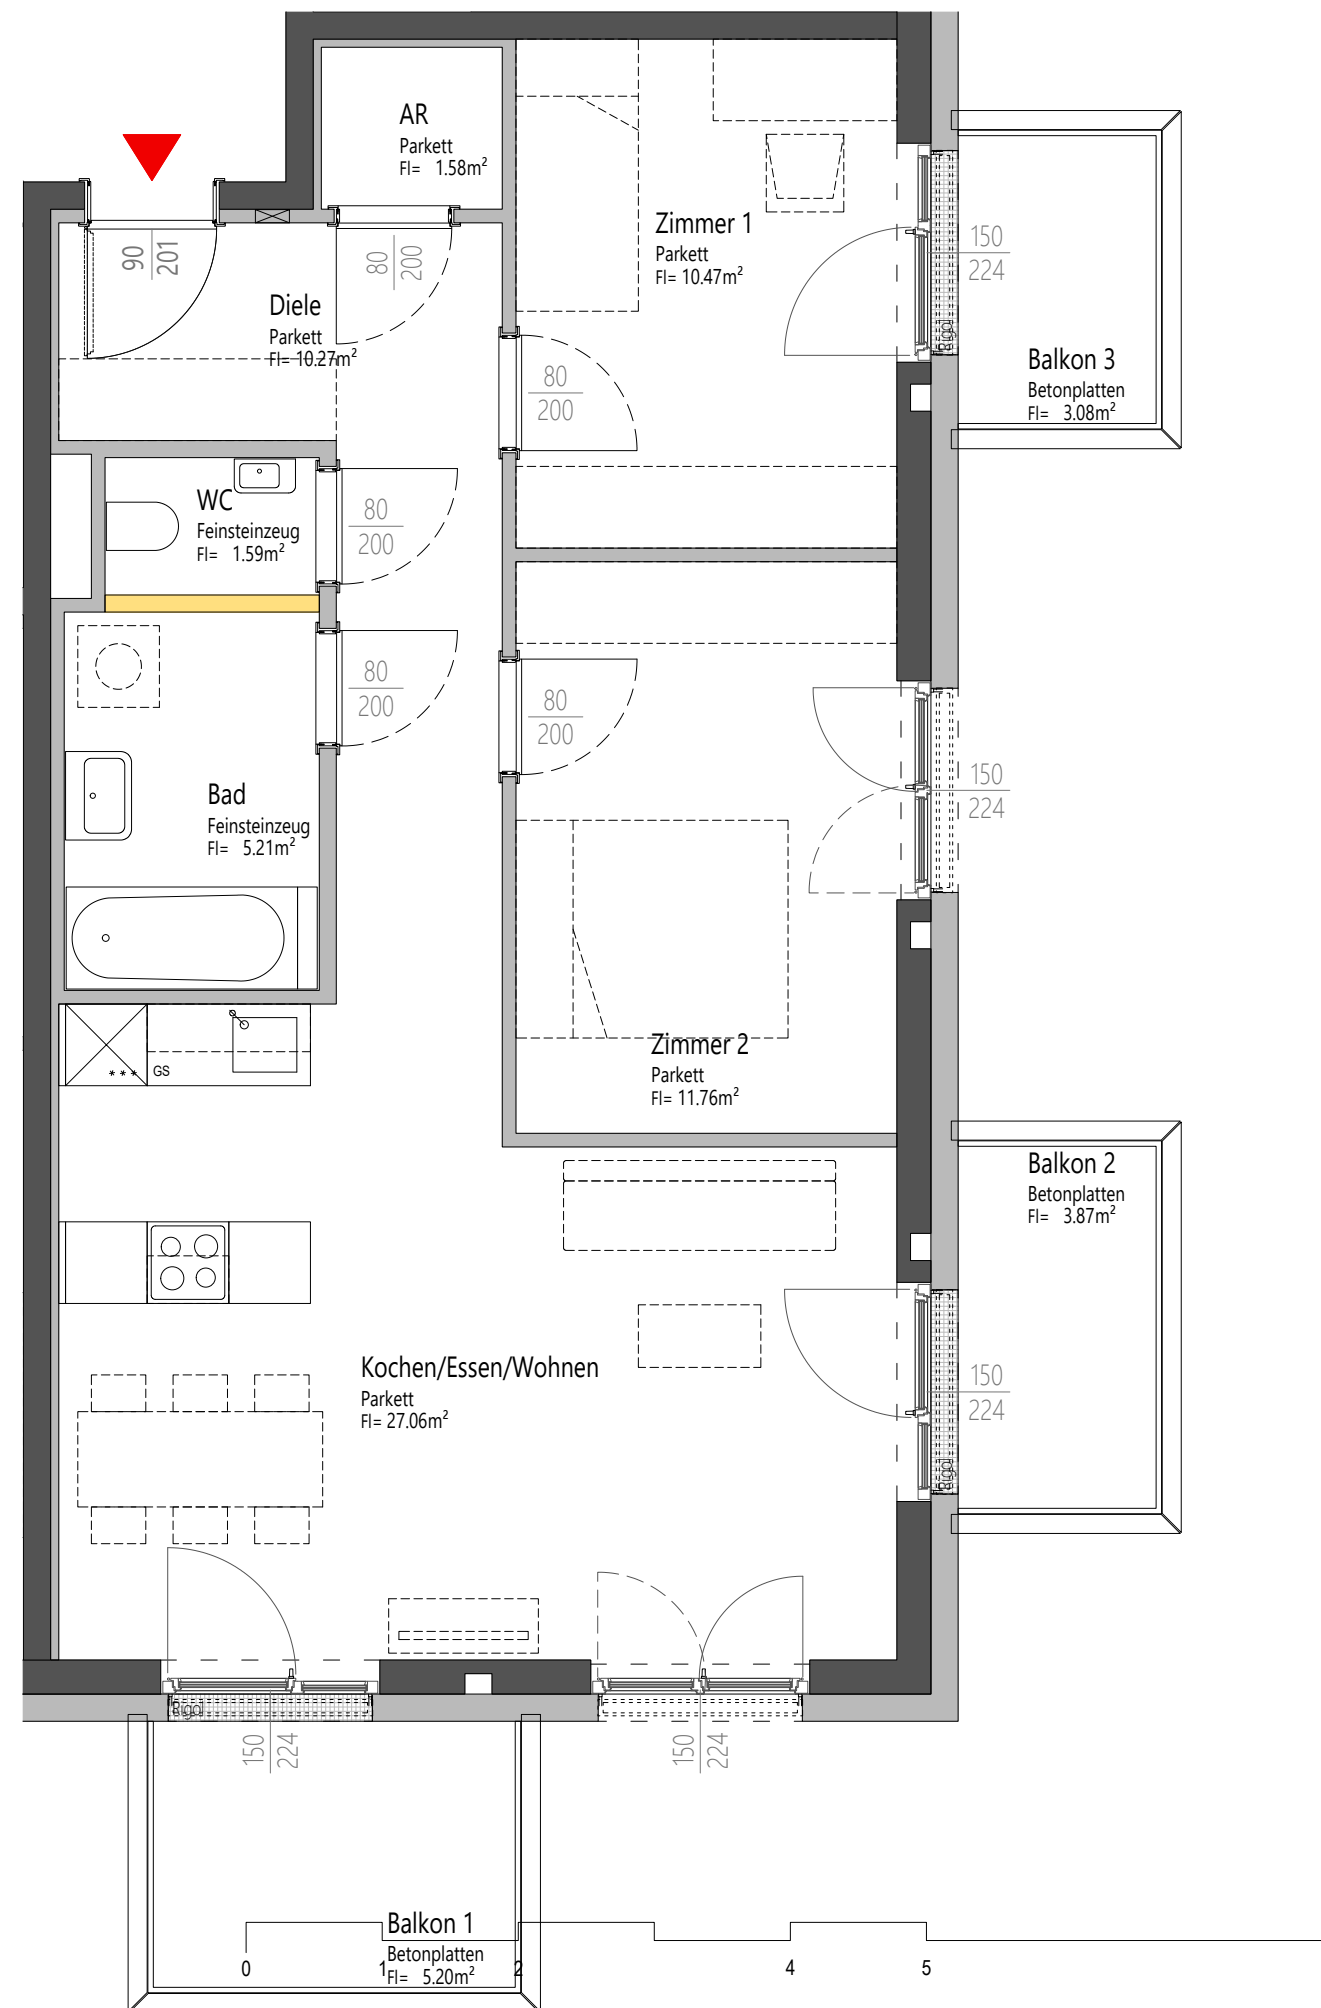 AR
Parkett
Fl= 1.58m²
90
201
80
200
Diele
Parkett
Fl= 10.27m²
Zimmer 1
Parkett
Fl= 10.47m²
150
224
Rigol
Balkon 3
Betonplatten
Fl= 3.08m²
80
200
WC
Feinsteinzeug
Fl= 1.59m²
80
200
80
200
80
200
Bad
Feinsteinzeug
Fl= 5.21m²
150
224
Zimmer 2
Parkett
Fl= 11.76m²
*** GS
Balkon 2
Betonplatten
Fl= 3.87m²
Kochen/Essen/Wohnen
Parkett
Fl= 27.06m²
150
224
Rigol
Rigol
150
224
150
224
Balkon 1
Betonplatten
Fl= 5.20m²
0 1 2 4 5